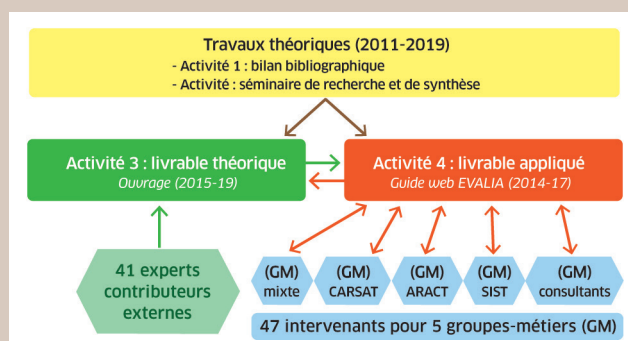 Travaux théoriques (2011-2019)
- Activité 1 : bilan bibliographique
- Activité : séminaire de recherche et de synthèse
Activité 3 : livrable théorique
Ouvrage (2015-19)
Activité 4 : livrable appliqué
Guide web EVALIA (2014-17)
41 experts
contributeurs
externes
(GM)
mixte
(GM)
CARSAT
(GM)
ARACT
(GM)
SIST
(GM)
consultants
47 intervenants pour 5 groupes-métiers (GM)